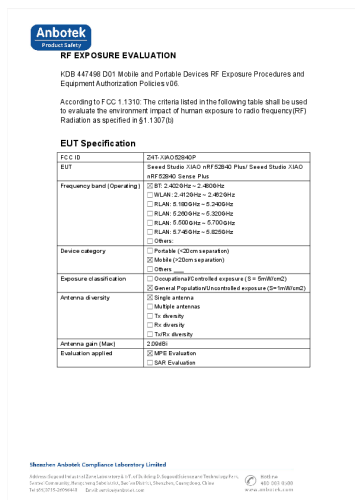 Anbotek
Product Safety
RF EXPOSURE EVALUATION
KDB 447498 D01 Mobile and Portable Devices RF Exposure Procedures and
Equipment Authorization Policies v06.
According to FCC 1.1310: The criteria listed in the following table shall be used
to evaluate the environment impact of human exposure to radio frequency(RF)
Radiation as specified in §1.1307(b)
EUT Specification
FCC ID Z4T-XIAO52840P
EUT Seeed Studio XIAO nRF52840 Plus/ Seeed Studio XIAO
nRF52840 Sense Plus
Frequency band (Operating) ☒ BT: 2.402GHz ~ 2.480GHz
☐ WLAN: 2.412GHz ~ 2.462GHz
☐ RLAN: 5.180GHz ~ 5.240GHz
☐ RLAN: 5.260GHz ~ 5.320GHz
☐ RLAN: 5.500GHz ~ 5.700GHz
☐ RLAN: 5.745GHz ~ 5.825GHz
☐ Others:
Device category ☐ Portable (<20cm separation)
☒ Mobile (>20cm separation)
☐ Others ___
Exposure classification ☐ Occupational/Controlled exposure (S = 5mW/cm2)
☒ General Population/Uncontrolled exposure (S=1mW/cm2)
Antenna diversity ☒ Single antenna
☐ Multiple antennas
☐ Tx diversity
☐ Rx diversity
☐ Tx/Rx diversity
Antenna gain (Max) 2.09dBi
Evaluation applied ☒ MPE Evaluation
☐ SAR Evaluation
Shenzhen Anbotek Compliance Laboratory Limited
Hotline
400-003-0500
www.anbotek.com